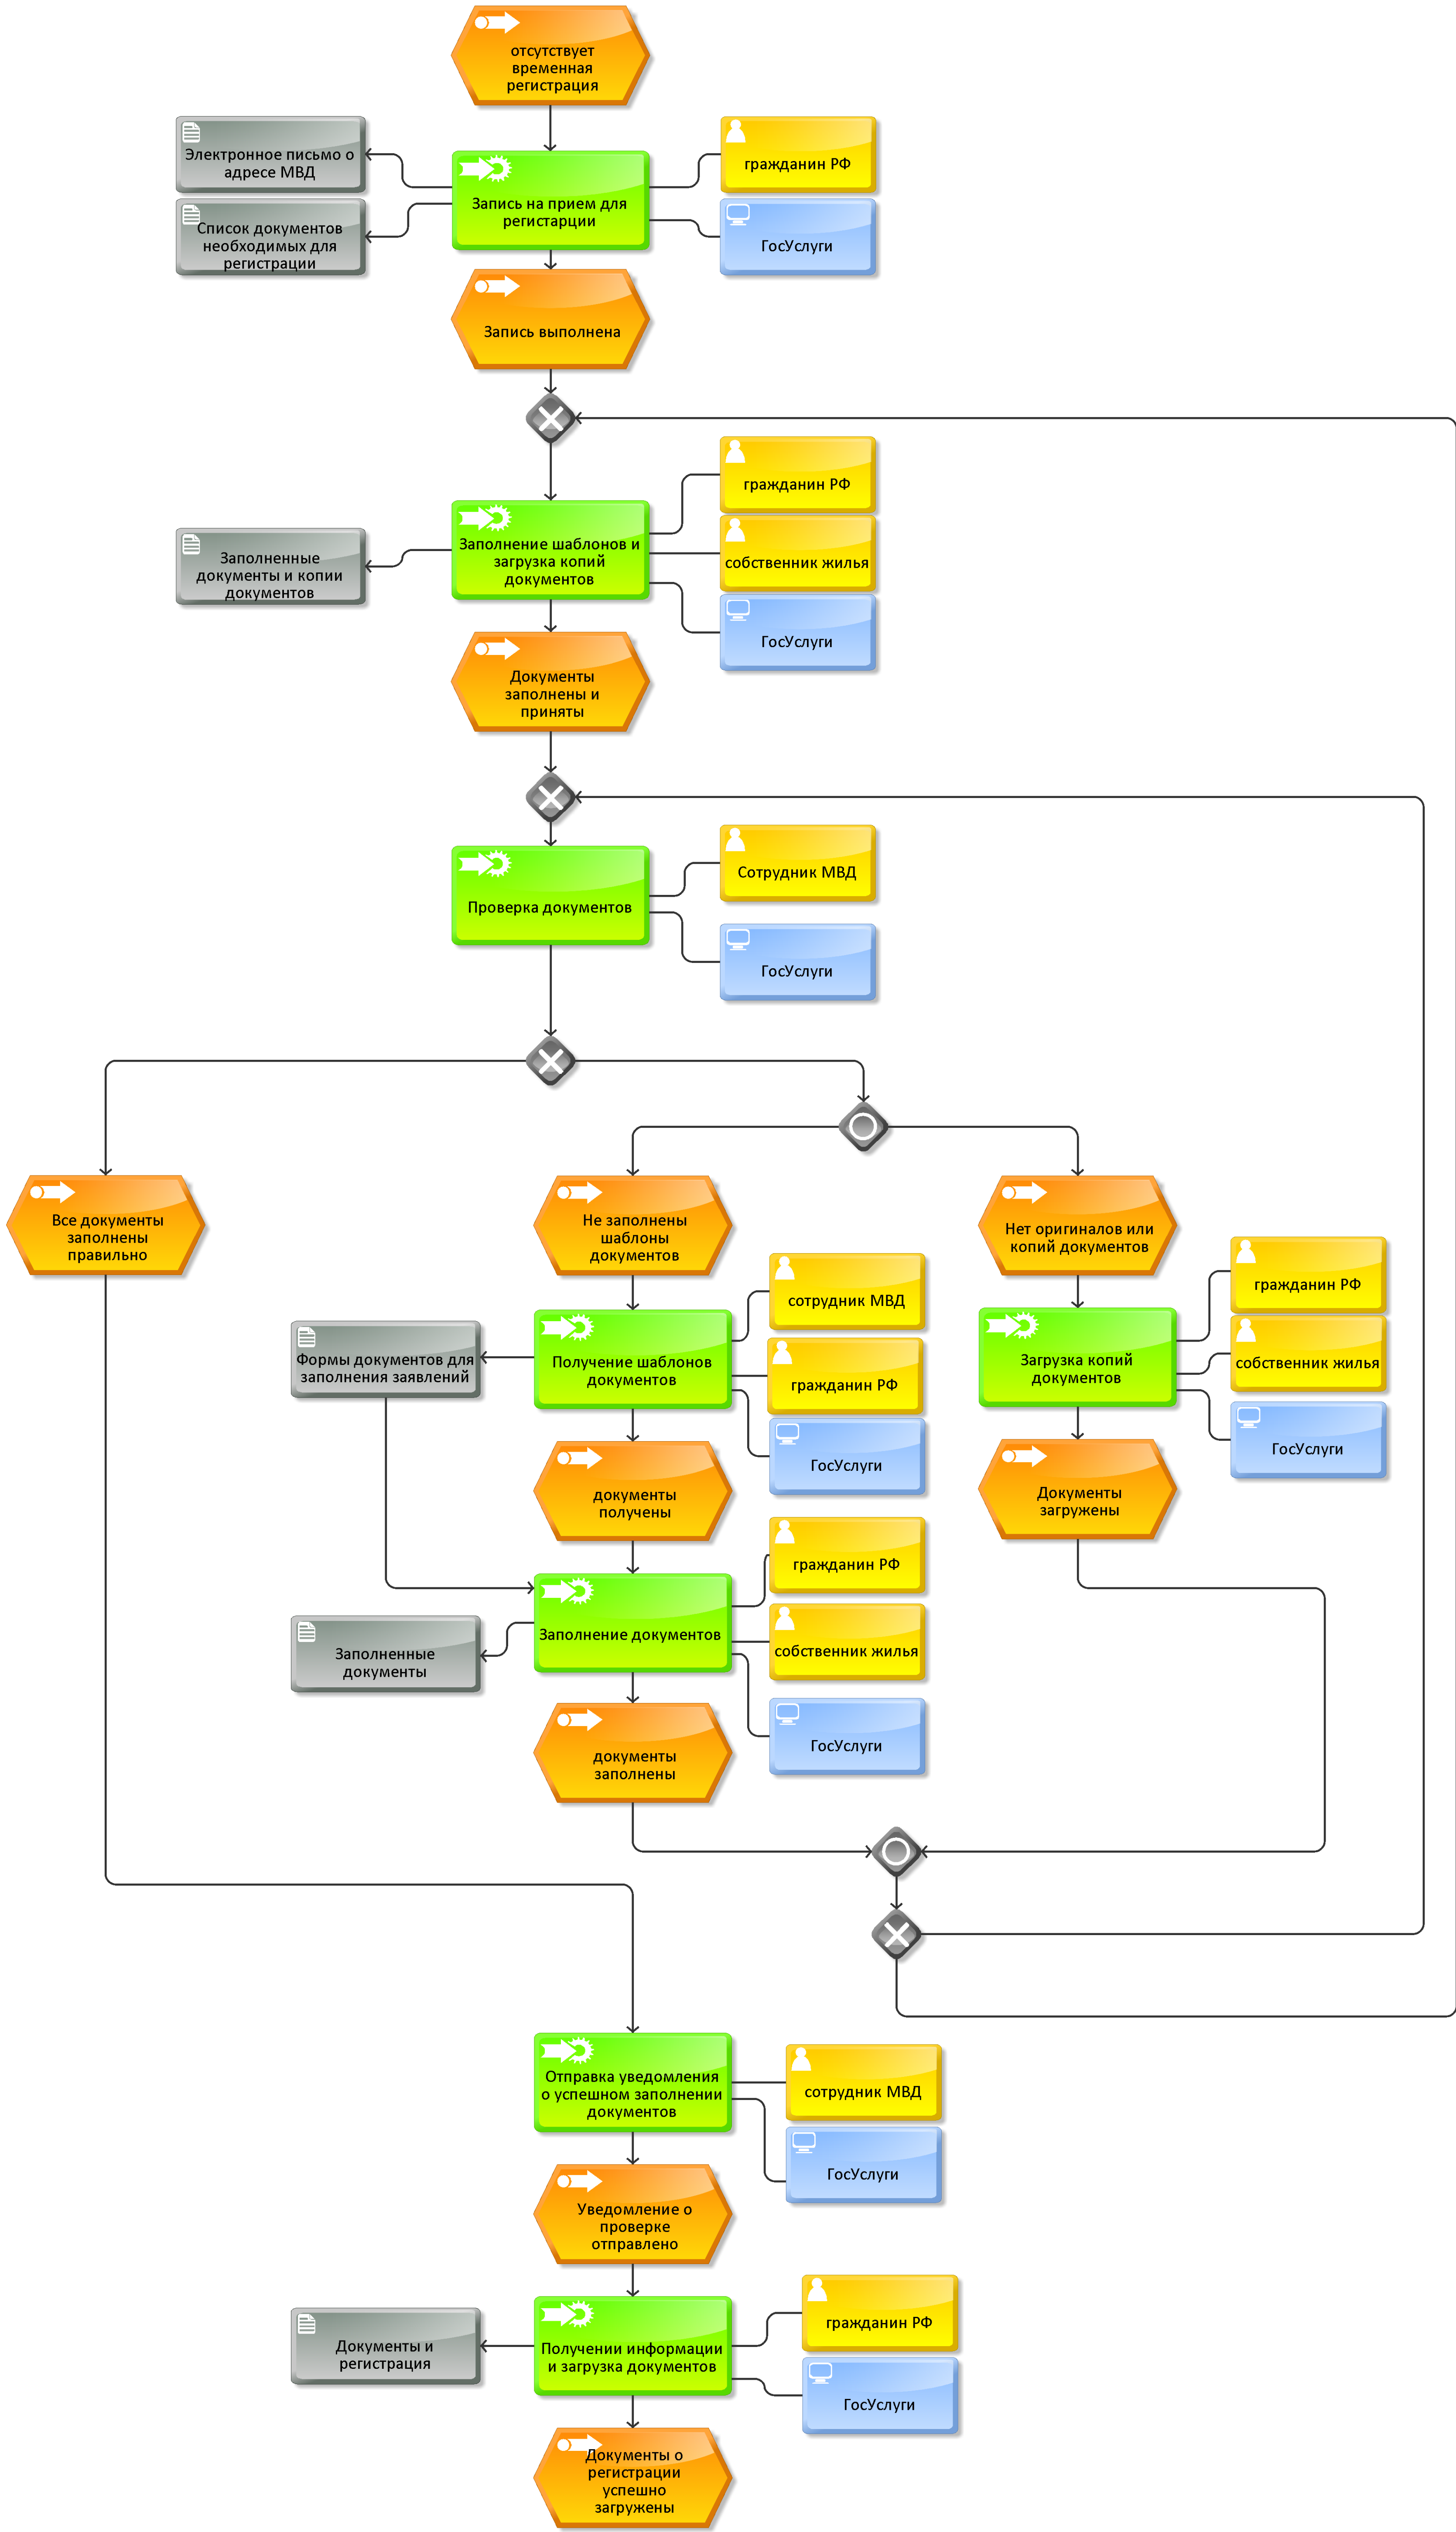 отсутствует
временная
регистрация
Электронное письмо о
адресе МВД
гражданин РФ
Запись на прием для
регистарции
Список документов
необходимых для
регистрации
ГосУслуги
Запись выполнена
гражданин РФ
Заполнение шаблонов и
загрузка копий
документов
Заполненные
документы и копии
документов
собственник жилья
ГосУслуги
Документы
заполнены и
приняты
Сотрудник МВД
Проверка документов
ГосУслуги
Все документы
заполнены
правильно
Не заполнены
шаблоны
документов
Нет оригиналов или
копий документов
сотрудник МВД
гражданин РФ
Формы документов для
заполнения заявлений
Получение шаблонов
документов
гражданин РФ
Загрузка копий
документов
собственник жилья
ГосУслуги
ГосУслуги
документы
получены
Документы
загружены
гражданин РФ
Заполнение документов
собственник жилья
Заполненные
документы
ГосУслуги
документы
заполнены
Отправка уведомления
о успешном заполнении
документов
сотрудник МВД
ГосУслуги
Уведомление о
проверке
отправлено
гражданин РФ
Документы и
регистрация
Получении информации
и загрузка документов
ГосУслуги
Документы о
регистрации
успешно
загружены